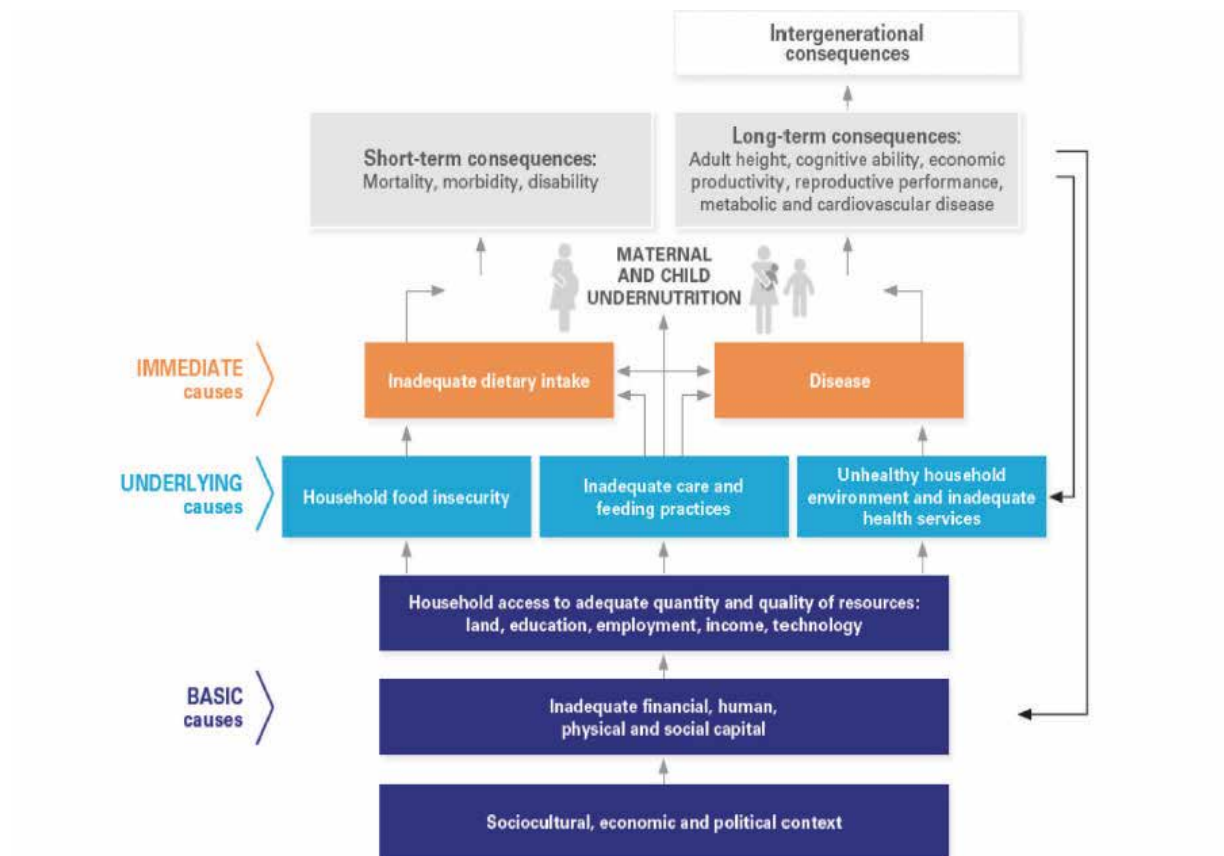 Intergenerational
consequences
Short-term consequences:
Mortality, morbidity, disability
Long-term consequences:
Adult height, cognitive ability, economic
productivity, reproductive performance,
metabolic and cardiovascular disease
MATERNAL
AND CHILD
UNDERNUTRITION
IMMEDIATE
causes
Inadequate dietary intake
Disease
UNDERLYING
causes
Household food insecurity
Inadequate care and
feeding practices
Unhealthy household
environment and inadequate
health services
Household access to adequate quantity and quality of resources:
land, education, employment, income, technology
BASIC
causes
Inadequate financial, human,
physical and social capital
Sociocultural, economic and political context